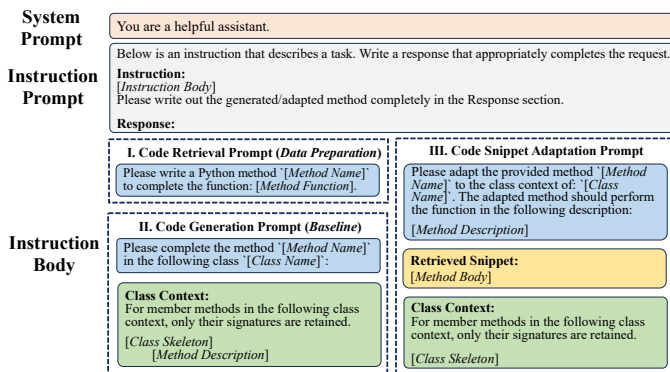 System
Prompt
You are a helpful assistant.
Instruction
Prompt
Below is an instruction that describes a task. Write a response that appropriately completes the request.
Instruction:
[Instruction Body]
Please write out the generated/adapted method completely in the Response section.
Response:
Instruction
Body
I. Code Retrieval Prompt (Data Preparation)
Please write a Python method `[Method Name]`
to complete the function: [Method Function].
II. Code Generation Prompt (Baseline)
Please complete the method `[Method Name]`
in the following class `[Class Name]`:
Class Context:
For member methods in the following class
context, only their signatures are retained.
[Class Skeleton]
[Method Description]
III. Code Snippet Adaptation Prompt
Please adapt the provided method `[Method
Name]` to the class context of: `[Class
Name]`. The adapted method should perform
the function in the following description:
[Method Description]
Retrieved Snippet:
[Method Body]
Class Context:
For member methods in the following class
context, only their signatures are retained.
[Class Skeleton]